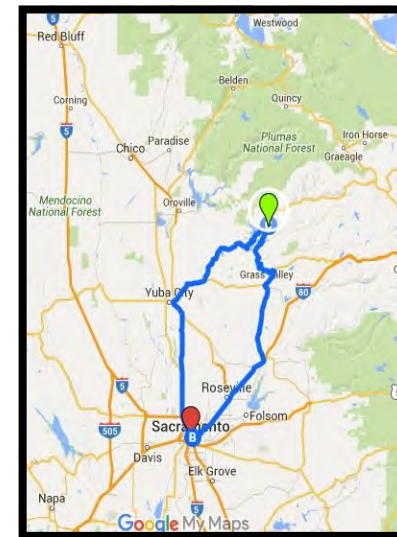 Westwood
Red Bluff
Belden
Quincy
Corning
5
Plumas
National Forest
Iron Horse
Graeagle
Paradise
Chico
Mendocino
National Forest
Oroville
Grass Valley
80
Yuba City
5
Roseville
Folsom
505
Sacramento
B
Davis
Elk Grove
Napa
5
Google My Maps